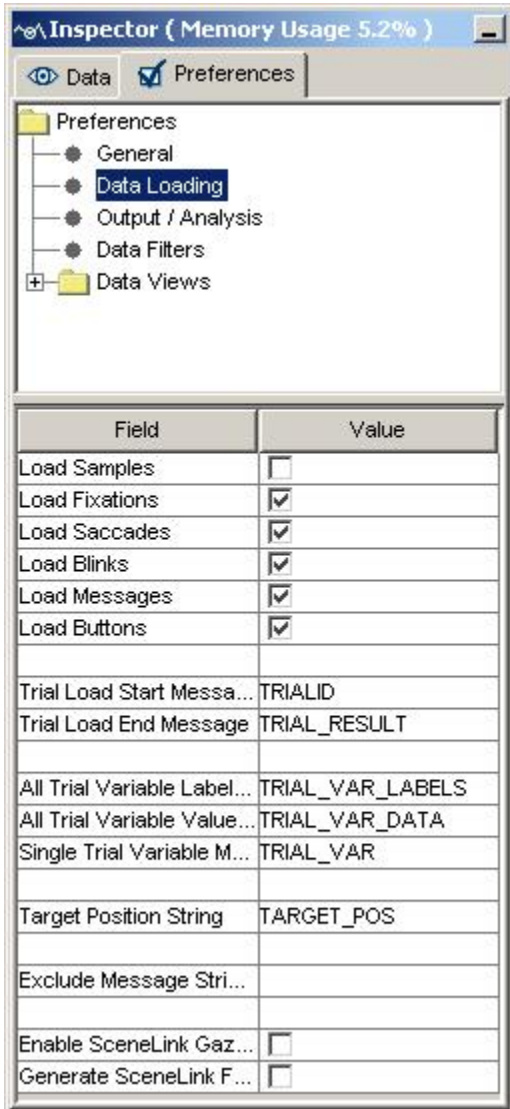 Inspector ( Memory Usage 5.2% )
Data Preferences
Preferences
General
Data Loading
Output / Analysis
Data Filters
Data Views
Field Value
Load Samples
Load Fixations
Load Saccades
Load Blinks
Load Messages
Load Buttons
Trial Load Start Messa... TRIALID
Trial Load End Message TRIAL_RESULT
All Trial Variable Label... TRIAL_VAR_LABELS
All Trial Variable Value... TRIAL_VAR_DATA
Single Trial Variable M... TRIAL_VAR
Target Position String TARGET_POS
Exclude Message Stri...
Enable SceneLink Gaz...
Generate SceneLink F...